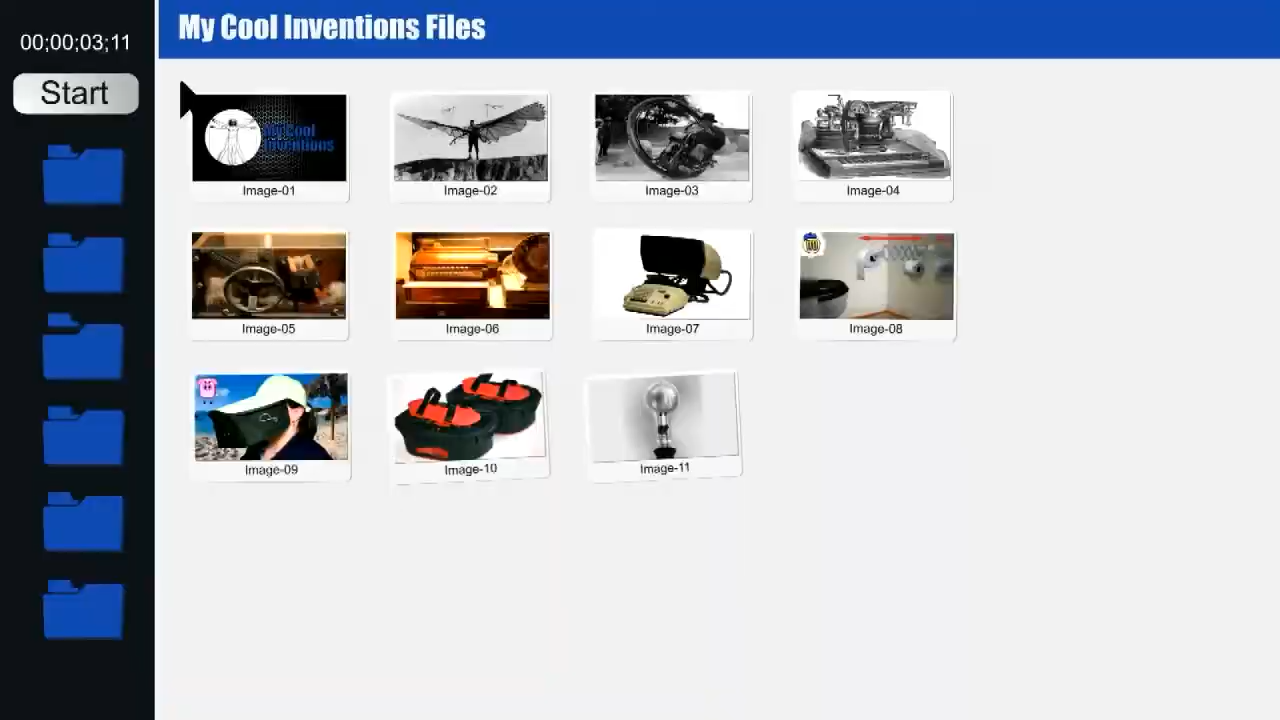 My Cool Inventions Files
00;00;03;11
Start
My Cool
Inventions
Image-01
Image-02
Image-03
Image-04
Image-05
Image-06
Image-07
Image-08
Image-09
Image-10
Image-11